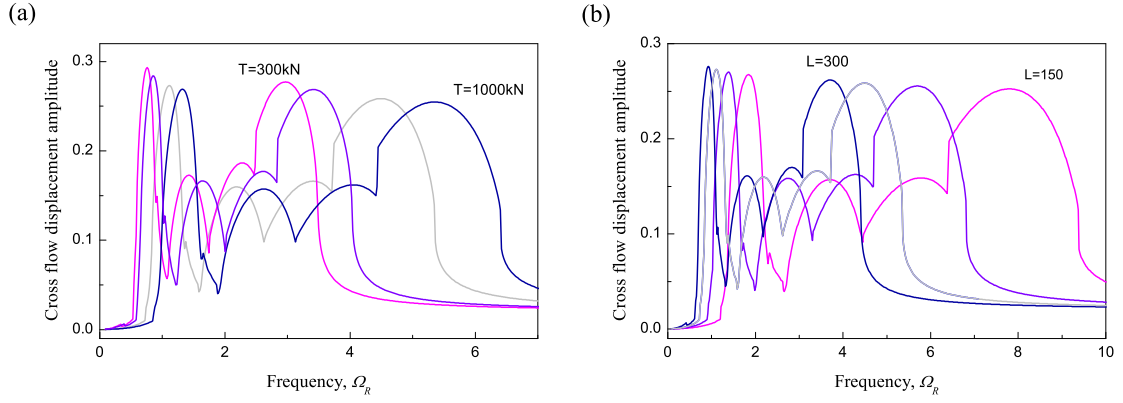 (a)
Cross flow displacement amplitude
0.3
0.2
0.1
0.0
T=300kN
T=1000kN
0
2
4
6
Frequency, Ω_R
(b)
Cross flow displacement amplitude
0.3
0.2
0.1
0.0
L=300
L=150
0
2
4
6
8
10
Frequency, Ω_R